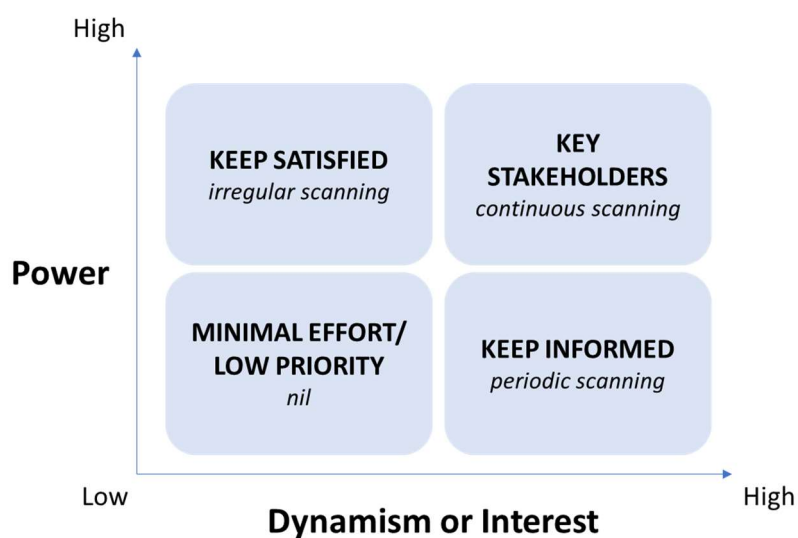 High
KEEP SATISFIED
irregular scanning
KEY
STAKEHOLDERS
continuous scanning
Power
MINIMAL EFFORT/
LOW PRIORITY
nil
KEEP INFORMED
periodic scanning
Low
High
Dynamism or Interest